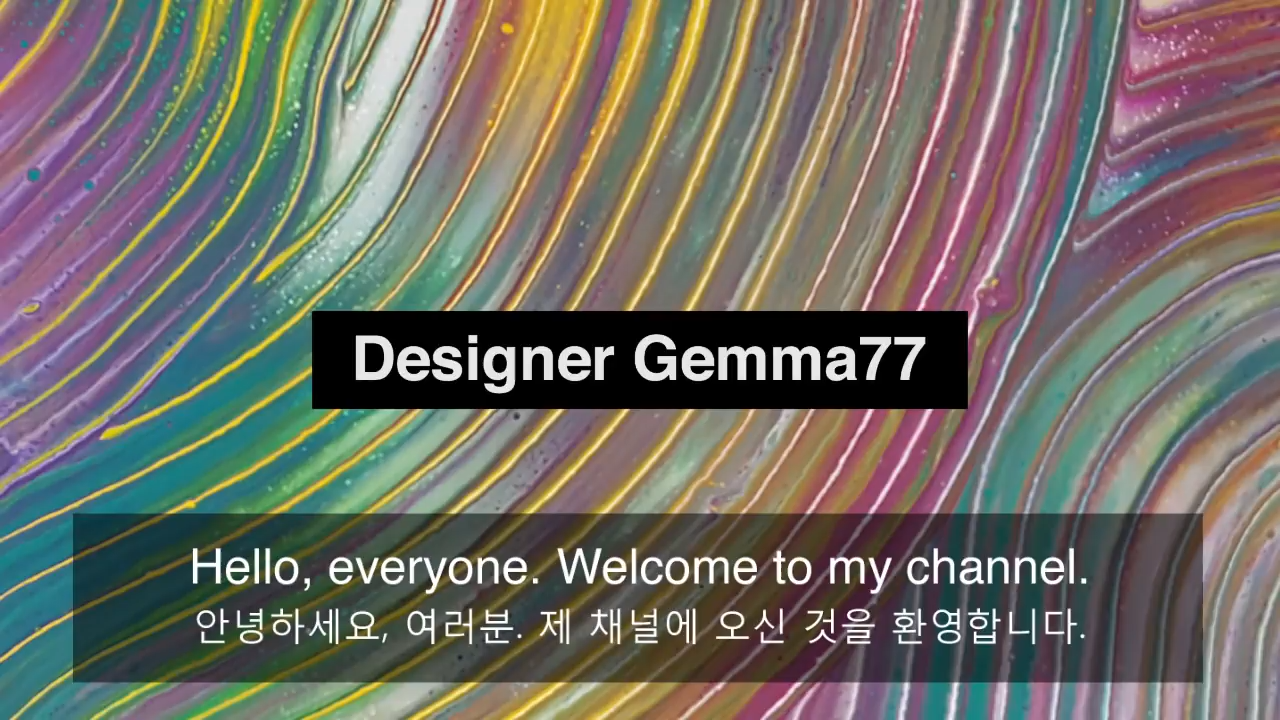 Designer Gemma77
Hello, everyone. Welcome to my channel.
안녕하세요, 여러분. 제 채널에 오신 것을 환영합니다.